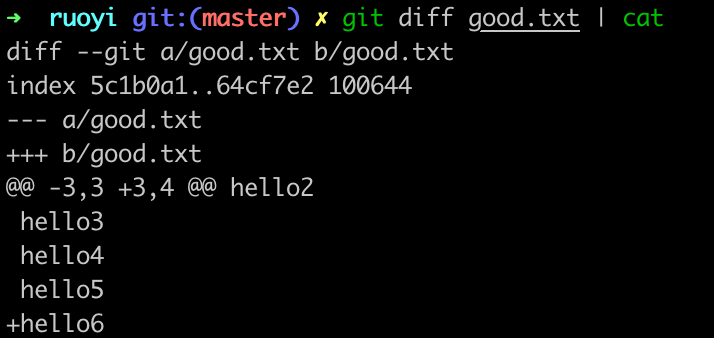 ➜  ruoyi git:(master) ✗ git diff good.txt | cat
diff --git a/good.txt b/good.txt
index 5c1b0a1..64cf7e2 100644
--- a/good.txt
+++ b/good.txt
@@ -3,3 +3,4 @@ hello2
 hello3
 hello4
 hello5
+hello6